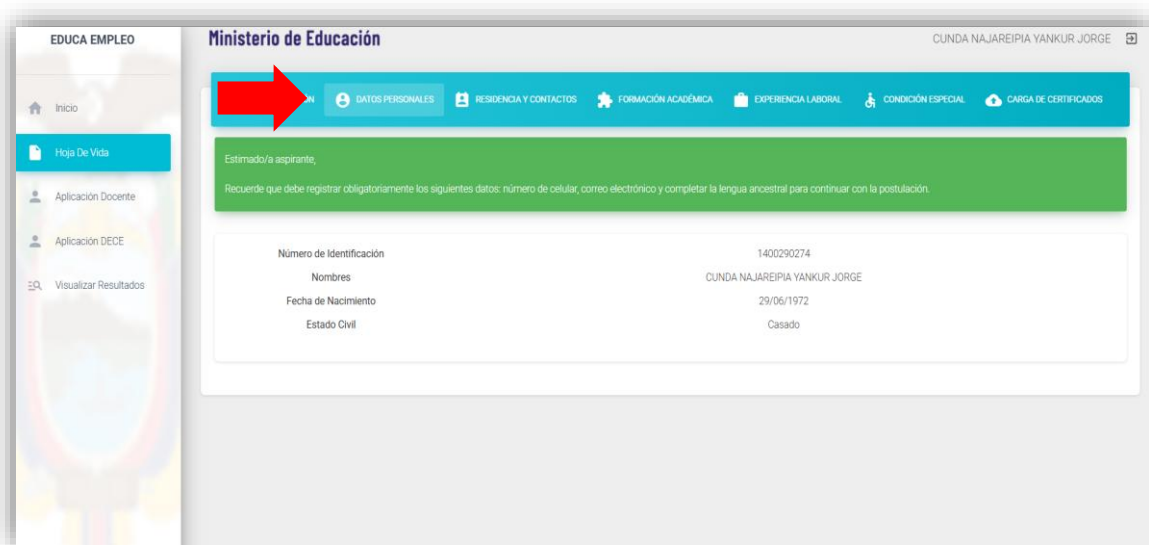 EDUCA EMPLEO
Ministerio de Educación
CUNDA NAJAREIPIA YANKUR JORGE
Inicio
Hoja De Vida
Aplicación Docente
Aplicación DECE
Visualizar Resultados
DATOS PERSONALES RESIDENCIA Y CONTACTOS FORMACIÓN ACADÉMICA EXPERIENCIA LABORAL CONDICIÓN ESPECIAL CARGA DE CERTIFICADOS
Estimado/a aspirante,
Recuerde que debe registrar obligatoriamente los siguientes datos: número de celular, correo electrónico y completar la lengua ancestral para continuar con la postulación.
Número de Identificación 1400290274
Nombres CUNDA NAJAREIPIA YANKUR JORGE
Fecha de Nacimiento 29/06/1972
Estado Civil Casado